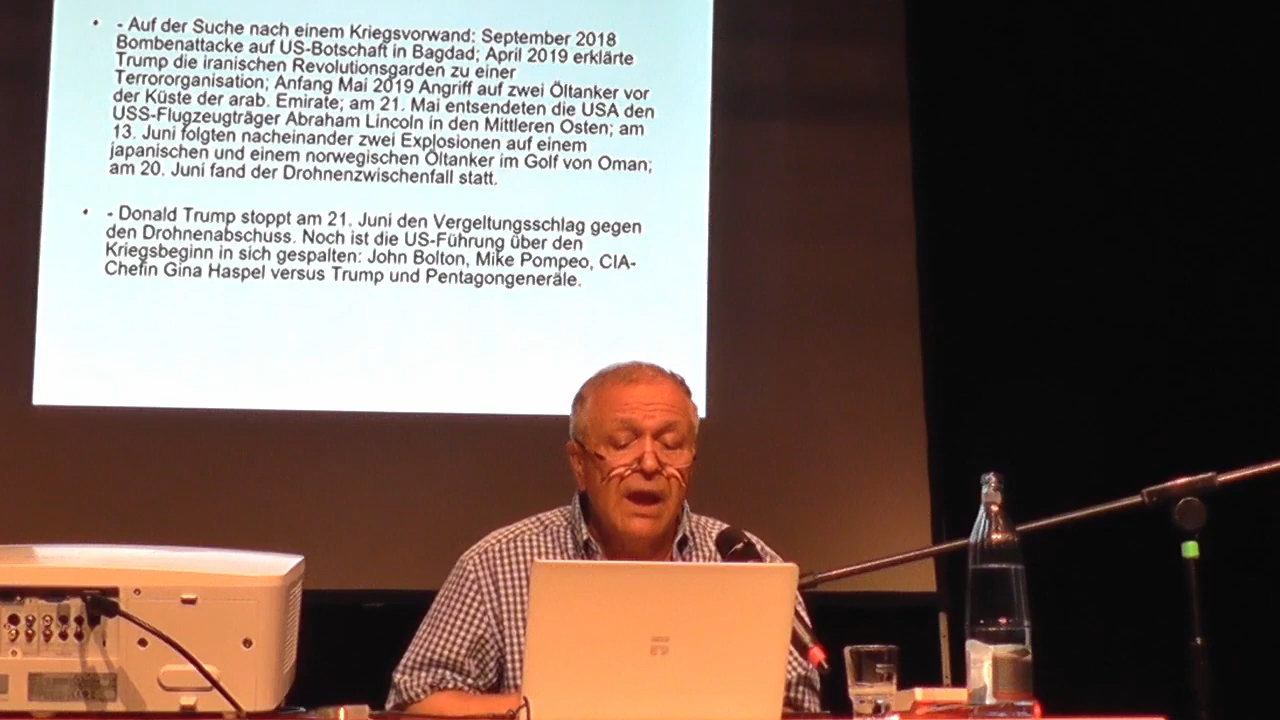 • - Auf der Suche nach einem Kriegsvorwand: September 2018
Bombenattacke auf US-Botschaft in Bagdad; April 2019 erklärte
Trump die iranischen Revolutionsgarden zu einer
Terrororganisation; Anfang Mai 2019 Angriff auf zwei Öltanker vor
der Küste der arab. Emirate; am 21. Mai entsendeten die USA den
USS-Flugzeugträger Abraham Lincoln in den Mittleren Osten; am
13. Juni folgten nacheinander zwei Explosionen auf einem
japanischen und einem norwegischen Öltanker im Golf von Oman;
am 20. Juni fand der Drohnenzwischenfall statt.
• - Donald Trump stoppt am 21. Juni den Vergeltungsschlag gegen
den Drohnenabschuss. Noch ist die US-Führung über den
Kriegsbeginn in sich gespalten: John Bolton, Mike Pompeo, CIA-
Chefin Gina Haspel versus Trump und Pentagongeneräle.